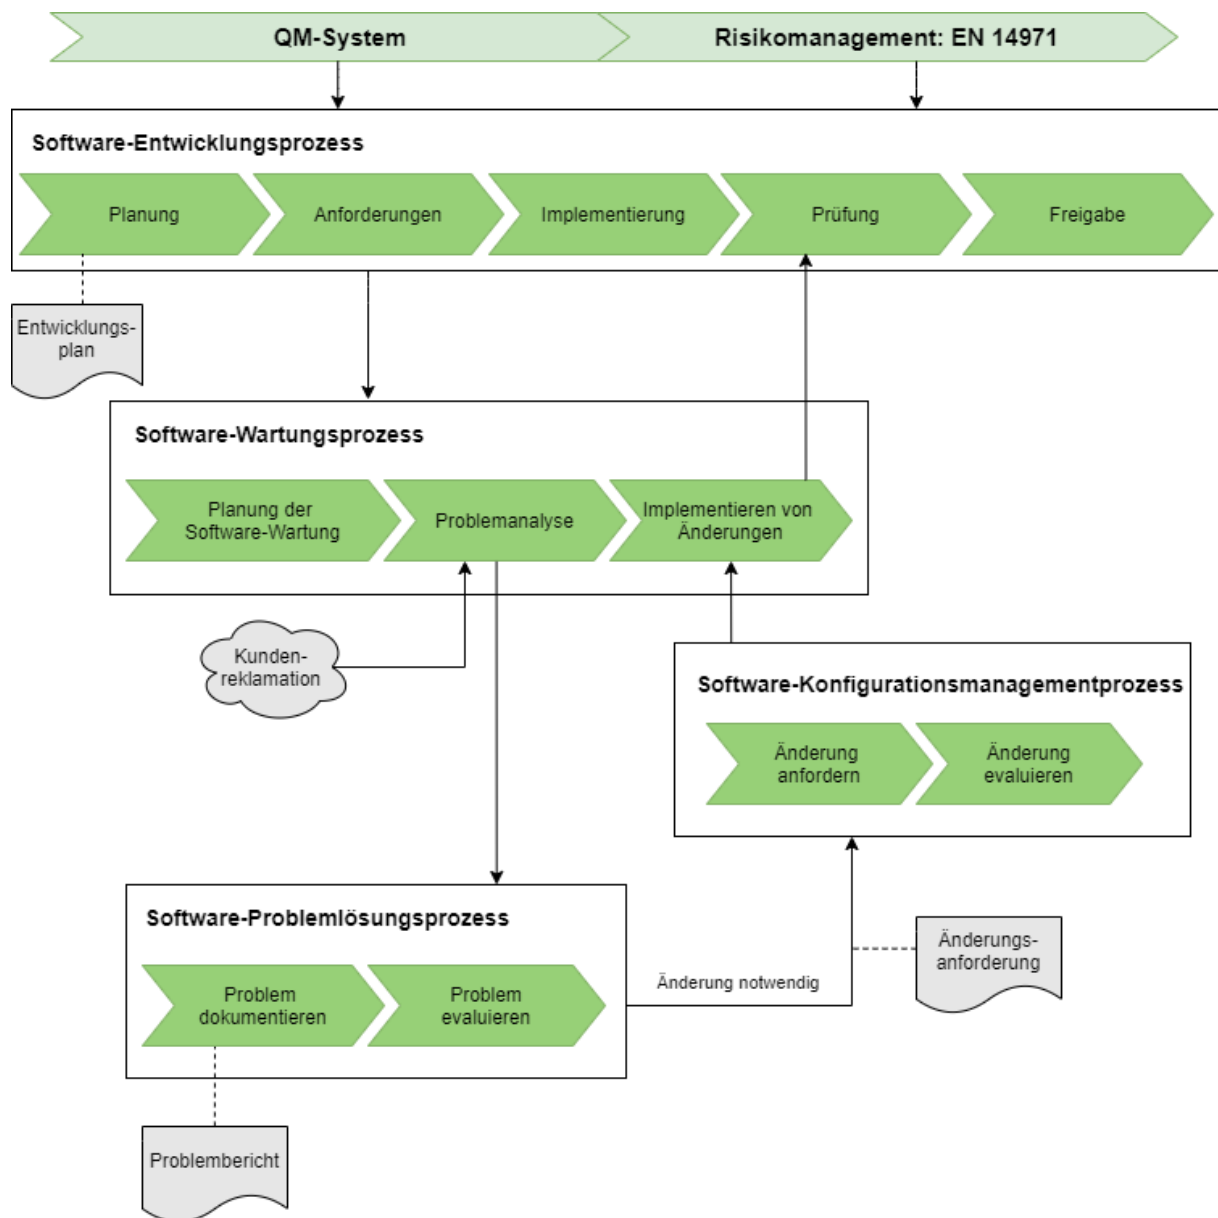 QM-System
Risikomanagement: EN 14971
Software-Entwicklungsprozess
Planung
Anforderungen
Implementierung
Prüfung
Freigabe
Entwicklungs-
plan
Software-Wartungsprozess
Planung der
Software-Wartung
Problemanalyse
Implementieren von
Änderungen
Kunden-
reklamation
Software-Konfigurationsmanagementprozess
Änderung
anfordern
Änderung
evaluieren
Software-Problemlösungsprozess
Problem
dokumentieren
Problem
evaluieren
Änderung notwendig
Änderungs-
anforderung
Problembericht